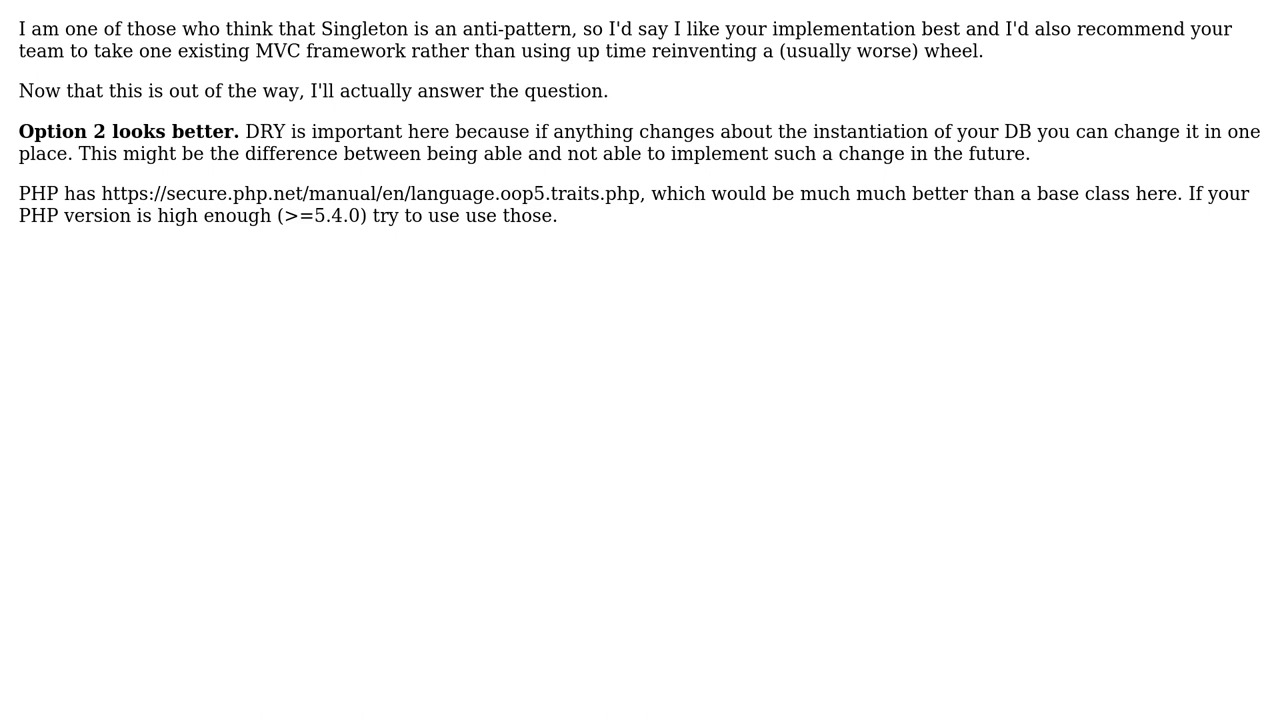 I am one of those who think that Singleton is an anti-pattern, so I'd say I like your implementation best and I'd also recommend your
team to take one existing MVC framework rather than using up time reinventing a (usually worse) wheel.
Now that this is out of the way, I'll actually answer the question.
Option 2 looks better. DRY is important here because if anything changes about the instantiation of your DB you can change it in one
place. This might be the difference between being able and not able to implement such a change in the future.
PHP has https://secure.php.net/manual/en/language.oop5.traits.php, which would be much much better than a base class here. If your
PHP version is high enough (>=5.4.0) try to use use those.